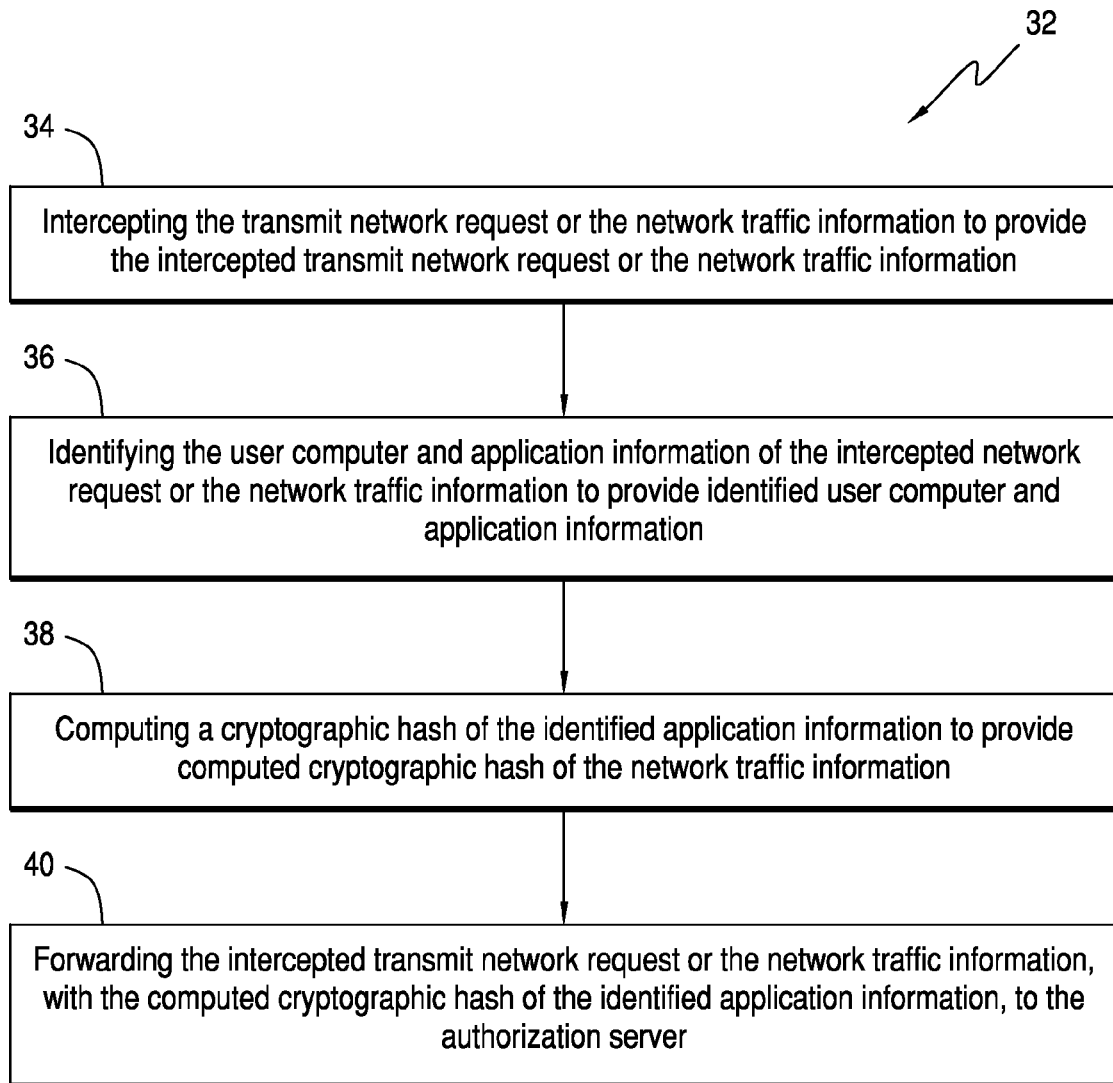 32
34
Intercepting the transmit network request or the network traffic information to provide
the intercepted transmit network request or the network traffic information
36
Identifying the user computer and application information of the intercepted network
request or the network traffic information to provide identified user computer and
application information
38
Computing a cryptographic hash of the identified application information to provide
computed cryptographic hash of the network traffic information
40
Forwarding the intercepted transmit network request or the network traffic information,
with the computed cryptographic hash of the identified application information, to the
authorization server